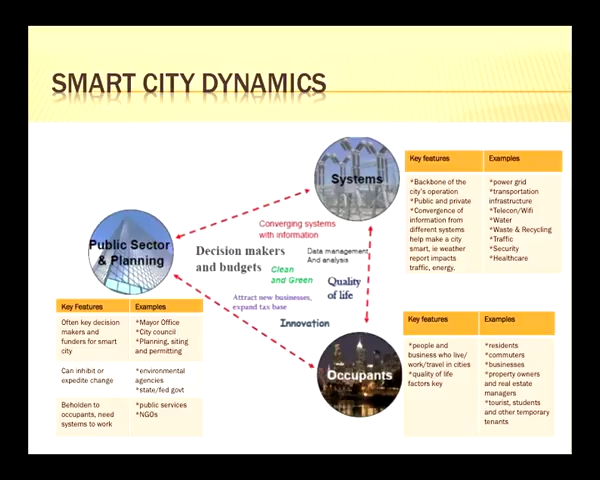 SMART CITY DYNAMICS
Systems
Key features
Examples
*Backbone of the
city's operation
*Public and private
*Convergence of
information from
different systems
help make a city
smart, ie weather
report impacts
traffic, energy.
*power grid
*transportation
infrastructure
*Telecom/Wifi
*Water
*Waste & Recycling
*Traffic
*Security
*Healthcare
Public Sector
& Planning
Converging systems
with information
Decision makers
and budgets
Data management
And analysis
Clean
and Green
Quality
of life
Attract new businesses,
expand tax base
Innovation
Key Features
Examples
Often key decision
makers and
funders for smart
city
*Mayor Office
*City council
*Planning, siting
and permitting
Can inhibit or
expedite change
*environmental
agencies
*state/fed govt
Beholden to
occupants, need
systems to work
*public services
*NGOs
Occupants
Key features
Examples
*people and
business who live/
work/travel in cities
*quality of life
factors key
*residents
*commuters
*businesses
*property owners
and real estate
managers
*tourist, students
and other temporary
tenants